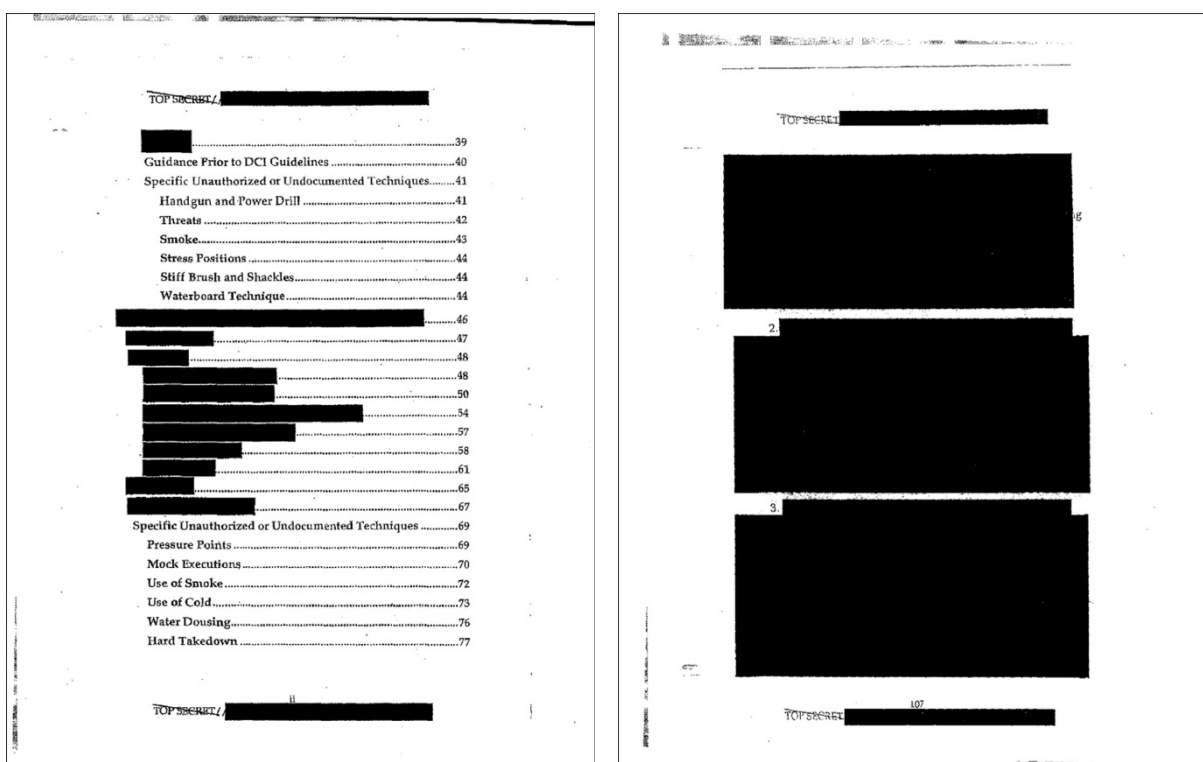 TOP SECRET//
39
Guidance Prior to DCI Guidelines 40
Specific Unauthorized or Undocumented Techniques 41
Handgun and Power Drill 41
Threats 42
Smoke 43
Stress Positions 44
Stiff Brush and Shackles 44
Waterboard Technique 44
46
47
48
48
50
54
57
58
61
65
67
Specific Unauthorized or Undocumented Techniques 69
Pressure Points 69
Mock Executions 70
Use of Smoke 72
Use of Cold 73
Water Dousing 76
Hard Takedown 77
ii
TOP SECRET//
TOP SECRET
2.
3.
107
TOP SECRET